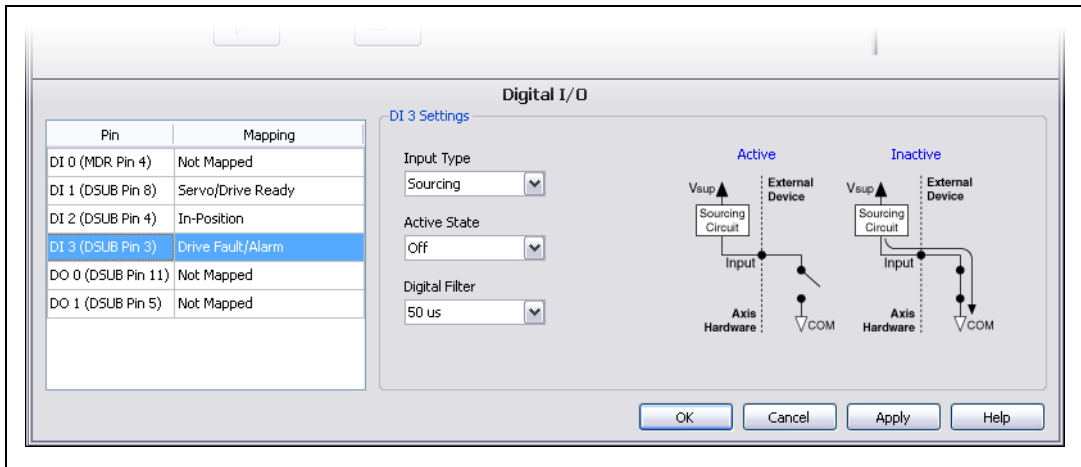 Digital I/O
Pin Mapping
DI 0 (MDR Pin 4) Not Mapped
DI 1 (DSUB Pin 8) Servo/Drive Ready
DI 2 (DSUB Pin 4) In-Position
DI 3 (DSUB Pin 3) Drive Fault/Alarm
DO 0 (DSUB Pin 11) Not Mapped
DO 1 (DSUB Pin 5) Not Mapped
DI 3 Settings
Input Type
Sourcing
Active State
Off
Digital Filter
50 us
Active
Vsup
External
Device
Sourcing
Circuit
Input
Axis
Hardware
COM
Inactive
Vsup
External
Device
Sourcing
Circuit
Input
Axis
Hardware
COM
OK Cancel Apply Help